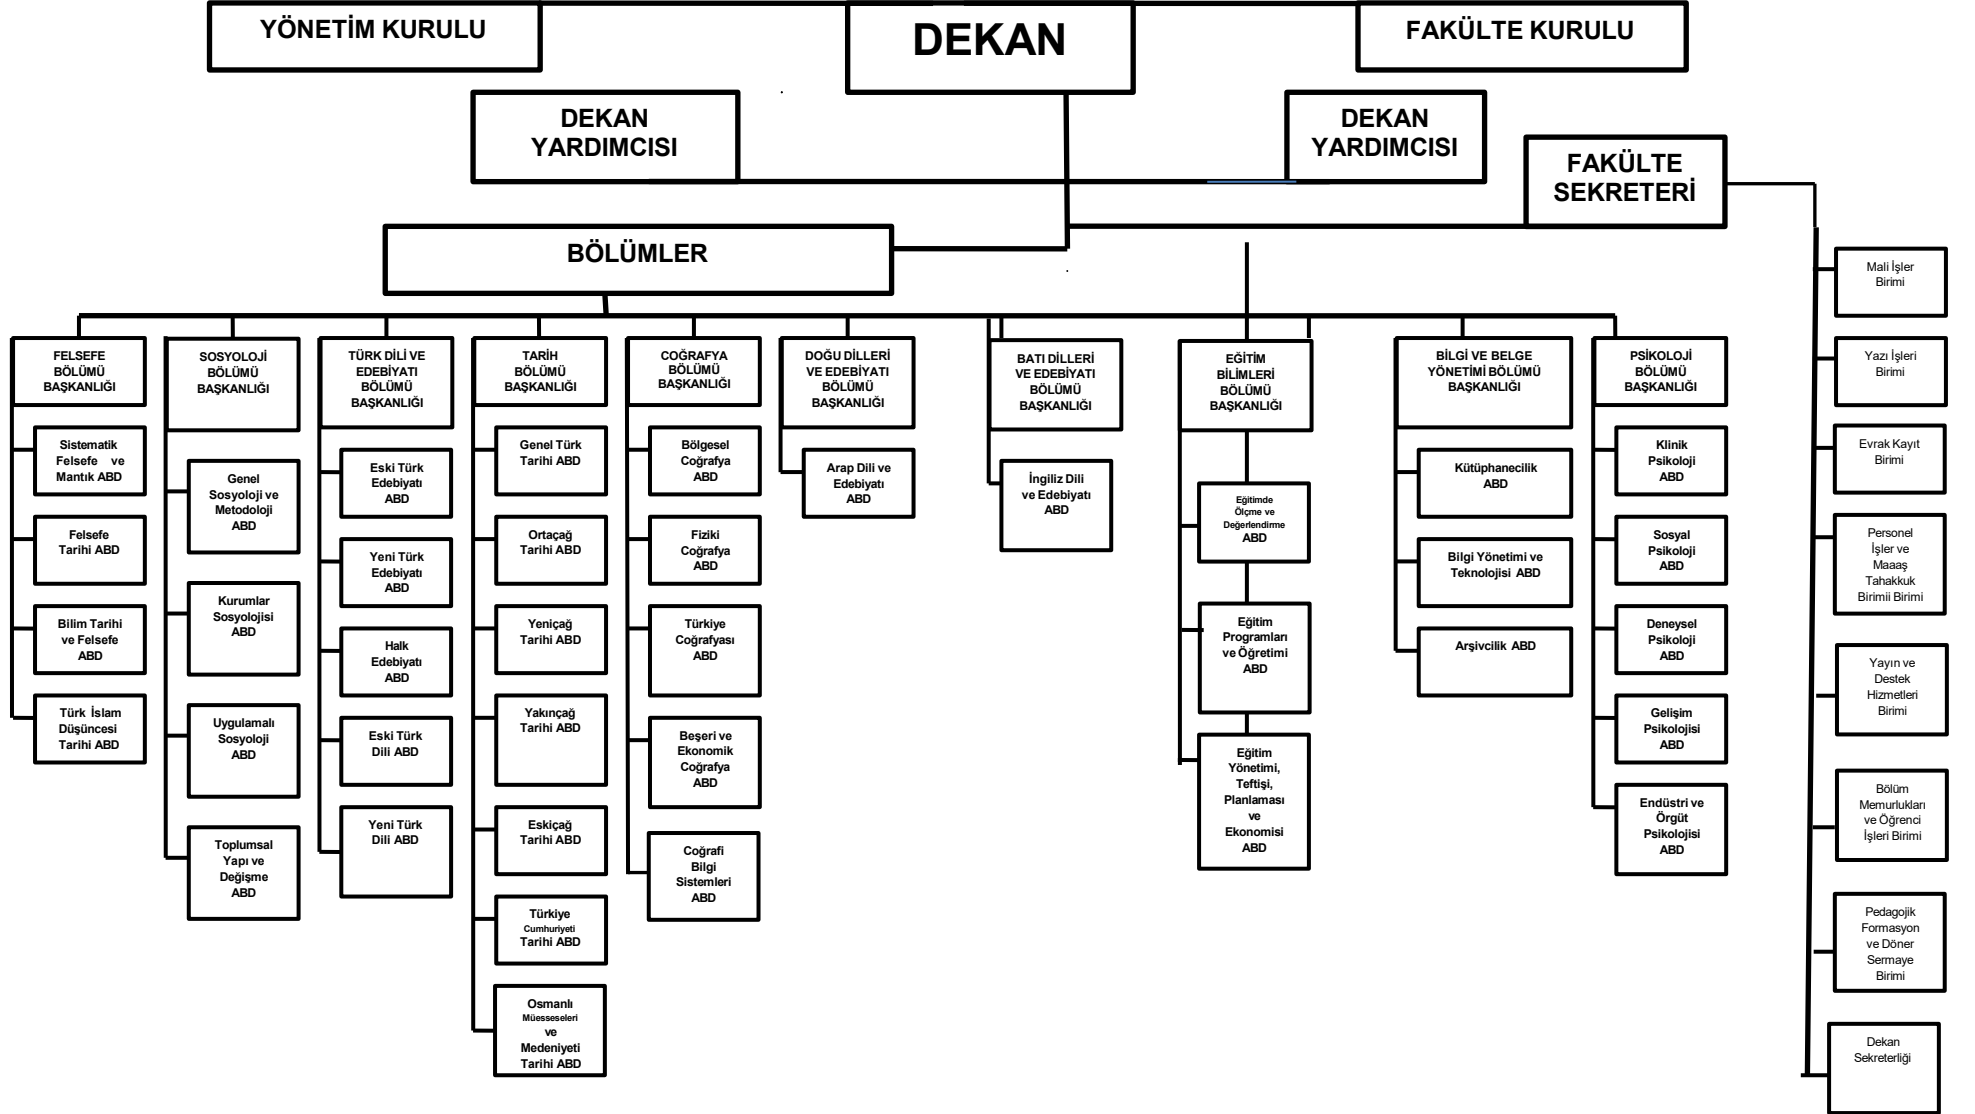 YÖNETİM KURULU
DEKAN
FAKÜLTE KURULU
DEKAN
YARDIMCISI
DEKAN
YARDIMCISI
FAKÜLTE
SEKRETERİ
BÖLÜMLER
FELSEFE
BÖLÜMÜ
BAŞKANLIĞI
Sistematik
Felsefe ve
Mantık ABD
Felsefe
Tarihi ABD
Bilim Tarihi
ve Felsefe
ABD
Türk İslam
Düşüncesi
Tarihi ABD
SOSYOLOJİ
BÖLÜMÜ
BAŞKANLIĞI
Genel
Sosyoloji ve
Metodoloji
ABD
Kurumlar
Sosyolojisi
ABD
Uygulamalı
Sosyoloji
ABD
Toplumsal
Yapı ve
Değişme
ABD
TÜRK DİLİ VE
EDEBİYATI
BÖLÜMÜ
BAŞKANLIĞI
Eski Türk
Edebiyatı
ABD
Yeni Türk
Edebiyatı
ABD
Halk
Edebiyatı
ABD
Eski Türk
Dili ABD
Yeni Türk
Dili ABD
TARİH
BÖLÜMÜ
BAŞKANLIĞI
Genel Türk
Tarihi ABD
Ortaçağ
Tarihi ABD
Yeniçağ
Tarihi ABD
Yakınçağ
Tarihi ABD
Eskiçağ
Tarihi ABD
Türkiye
Cumhuriyeti
Tarihi ABD
Osmanlı
Müesseseleri
ve
Medeniyeti
Tarihi ABD
COĞRAFYA
BÖLÜMÜ
BAŞKANLIĞI
Bölgesel
Coğrafya
ABD
Fiziki
Coğrafya
ABD
Türkiye
Coğrafyası
ABD
Beşeri ve
Ekonomik
Coğrafya
ABD
Coğrafi
Bilgi
Sistemleri
ABD
DOĞU DİLLERİ
VE EDEBİYATI
BÖLÜMÜ
BAŞKANLIĞI
Arap Dili ve
Edebiyatı
ABD
BATI DİLLERİ
VE EDEBİYATI
BÖLÜMÜ
BAŞKANLIĞI
İngiliz Dili
ve Edebiyatı
ABD
EĞİTİM
BİLİMLERİ
BÖLÜMÜ
BAŞKANLIĞI
Eğitimde
Ölçme ve
Değerlendirme
ABD
Eğitim
Programları
ve Öğretimi
ABD
Eğitim
Yönetimi,
Teftişi,
Planlaması
ve
Ekonomisi
ABD
BİLGİ VE BELGE
YÖNETİMİ BÖLÜMÜ
BAŞKANLIĞI
Kütüphanecilik
ABD
Bilgi Yönetimi ve
Teknolojisi ABD
Arşivcilik ABD
PSİKOLOJİ
BÖLÜMÜ
BAŞKANLIĞI
Klinik
Psikoloji
ABD
Sosyal
Psikoloji
ABD
Deneysel
Psikoloji
ABD
Gelişim
Psikolojisi
ABD
Endüstri ve
Örgüt
Psikolojisi
ABD
Mali İşler
Birimi
Yazı İşleri
Birimi
Evrak Kayıt
Birimi
Personel
İşler ve
Maaaş
Tahakkuk
Birimii Birimi
Yayın ve
Destek
Hizmetleri
Birimi
Bölüm
Memurlukları
ve Öğrenci
İşleri Birimi
Pedagojik
Formasyon
ve Döner
Sermaye
Birimi
Dekan
Sekreterliği